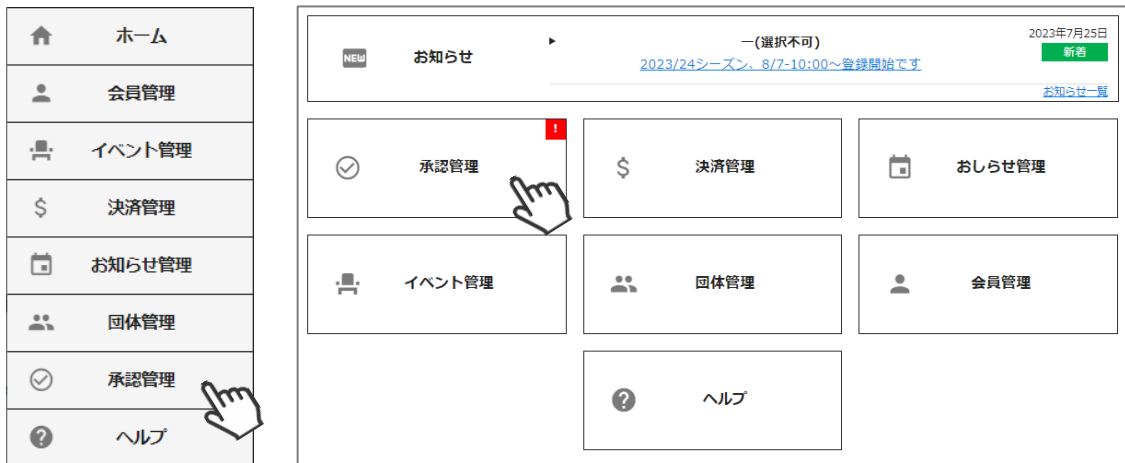 ホーム
会員管理
イベント管理
決済管理
お知らせ管理
団体管理
承認管理
ヘルプ
NEW
お知らせ
ー(選択不可)
2023年7月25日
新着
2023/24シーズン、8/7-10:00～登録開始です
お知らせ一覧
!
承認管理
決済管理
おしらせ管理
イベント管理
団体管理
会員管理
ヘルプ